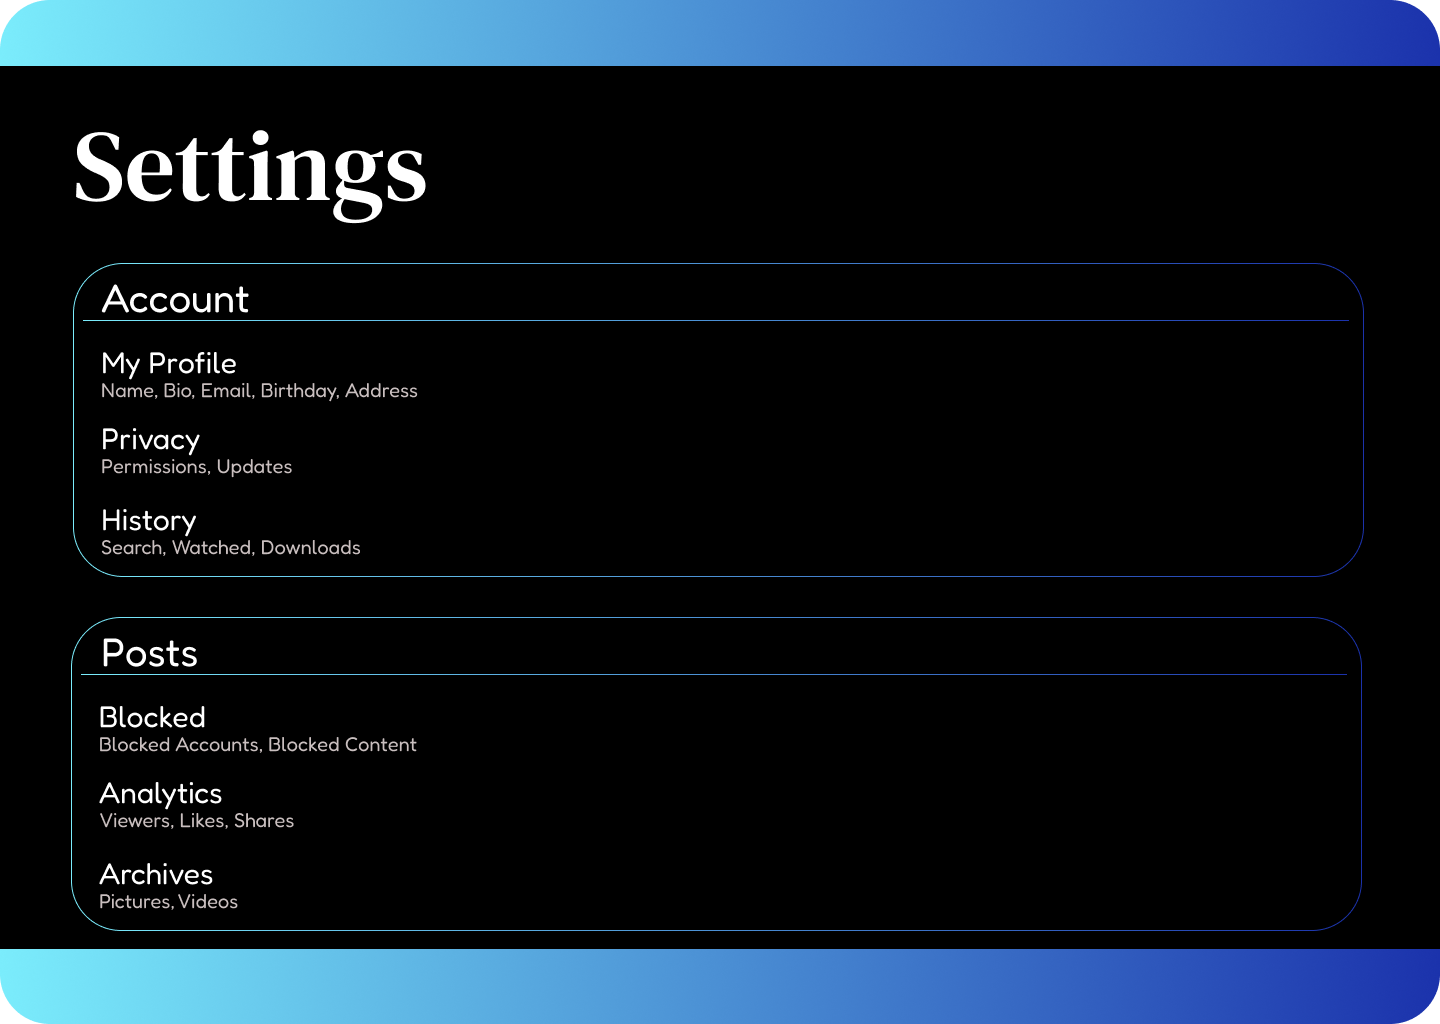 Settings
Account
My Profile
Name, Bio, Email, Birthday, Address
Privacy
Permissions, Updates
History
Search, Watched, Downloads
Posts
Blocked
Blocked Accounts, Blocked Content
Analytics
Viewers, Likes, Shares
Archives
Pictures, Videos